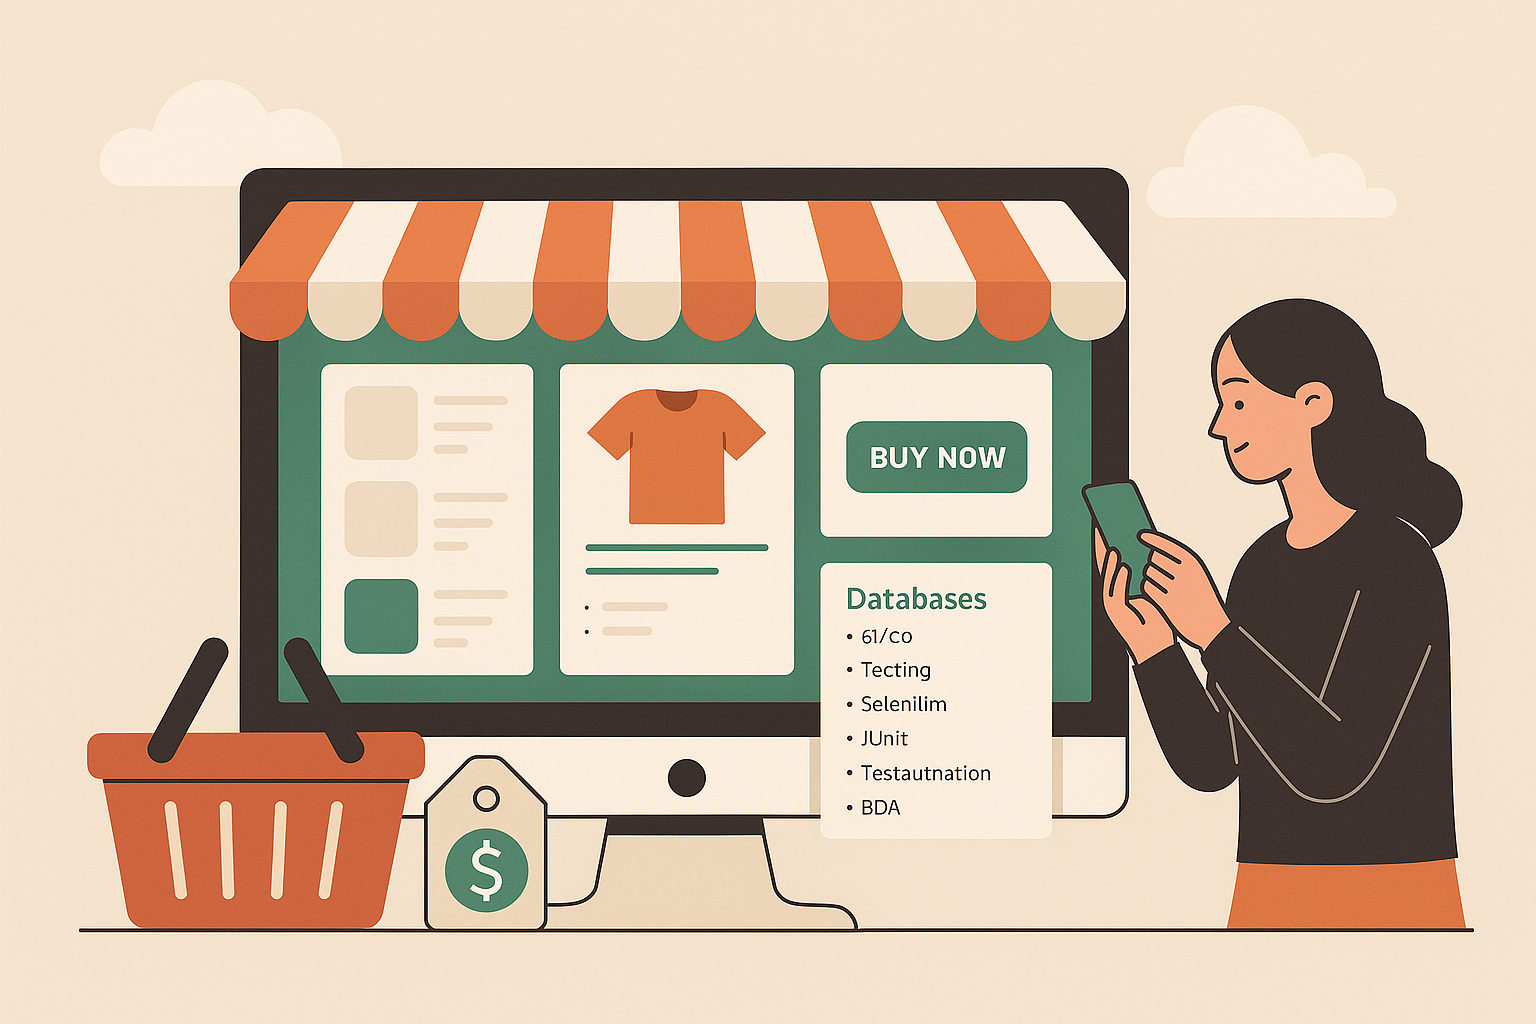 BUY NOW
Databases
• 61/co
• Tecting
• Selenilim
• JUnit
• Testautnation
• BDA
$